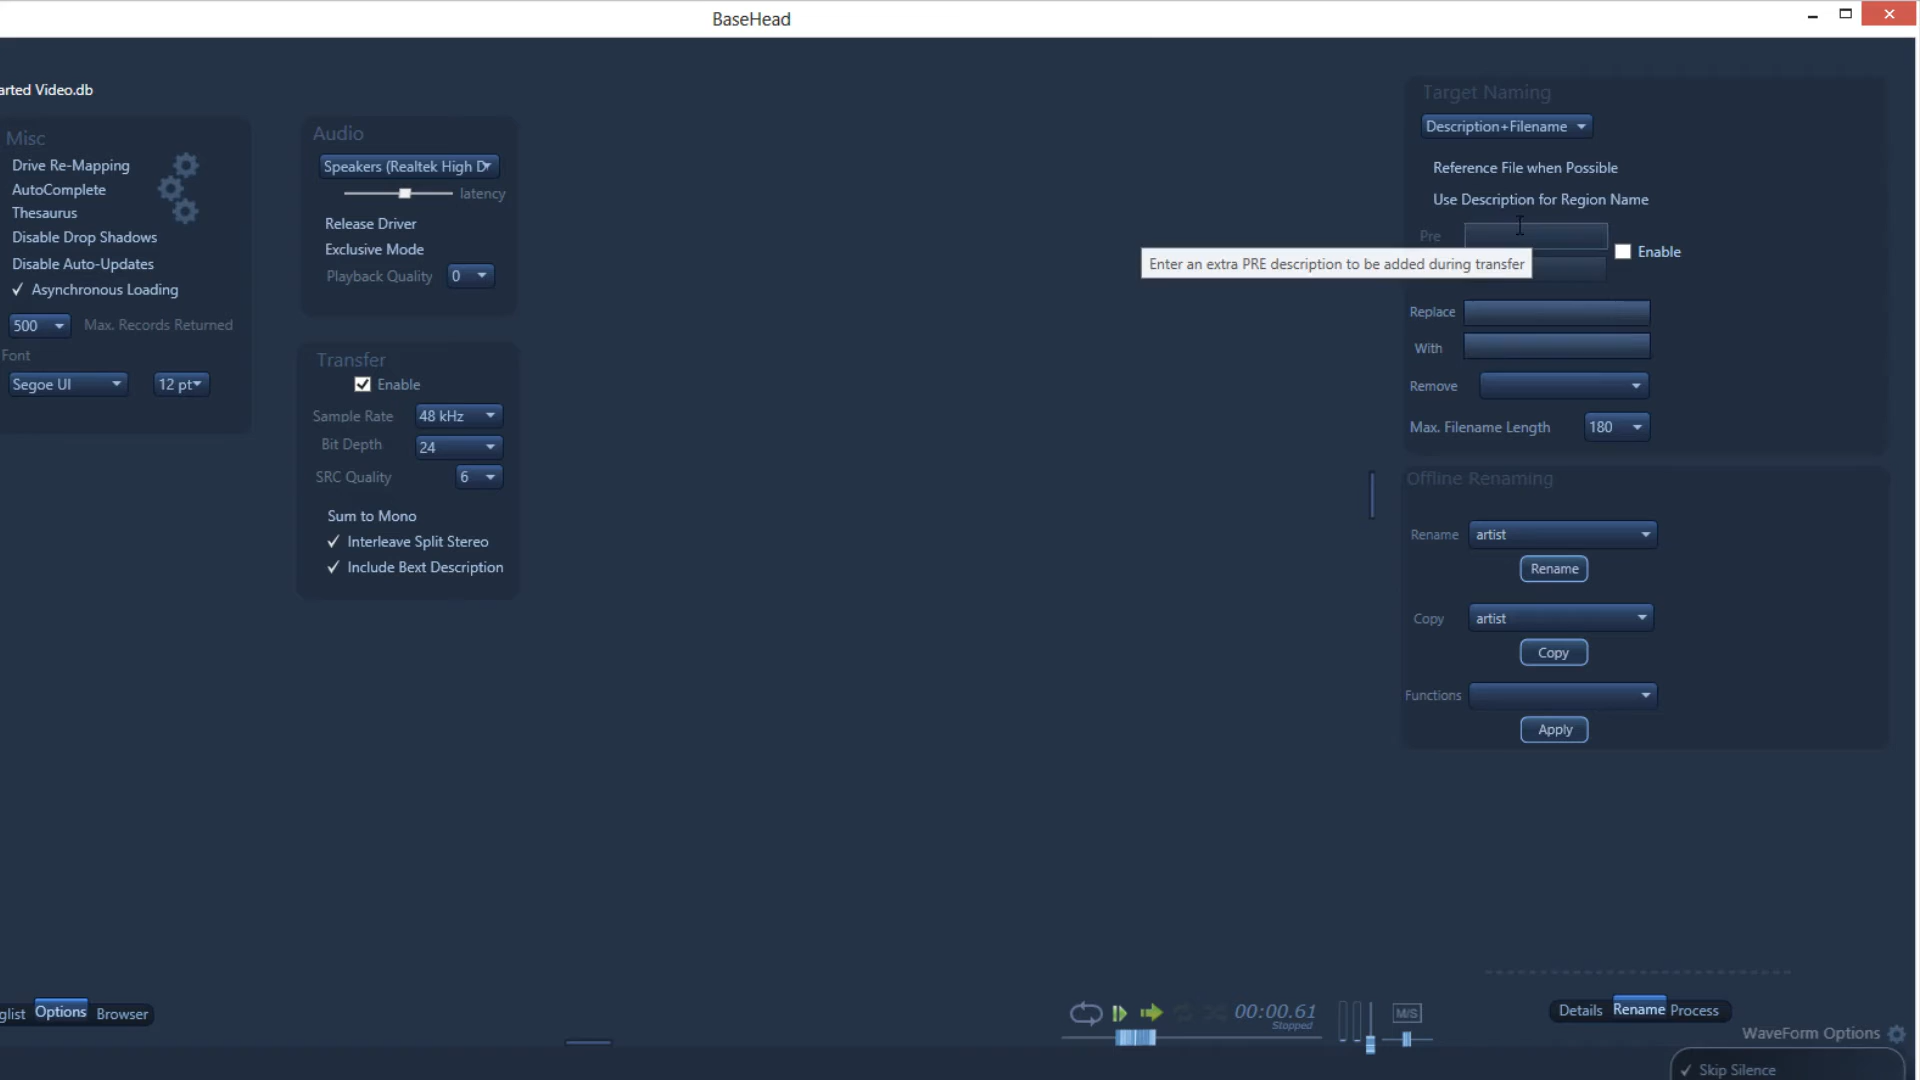 BaseHead
arted Video.db
Misc
Drive Re-Mapping
AutoComplete
Thesaurus
Disable Drop Shadows
Disable Auto-Updates
✓ Asynchronous Loading
500 Max. Records Returned
Font
Segoe UI 12 pt
Audio
Speakers (Realtek High D
latency
Release Driver
Exclusive Mode
Playback Quality 0
Transfer
Enable
Sample Rate 48 kHz
Bit Depth 24
SRC Quality 6
Sum to Mono
✓ Interleave Split Stereo
✓ Include Bext Description
Target Naming
Description+Filename
Reference File when Possible
Use Description for Region Name
Pre
Enable
Enter an extra PRE description to be added during transfer
Replace
With
Remove
Max. Filename Length 180
Offline Renaming
Rename artist
Rename
Copy artist
Copy
Functions
Apply
glist Options Browser
00:00.61
Stopped
M/S
Details Rename Process
WaveForm Options
✓ Skip Silence